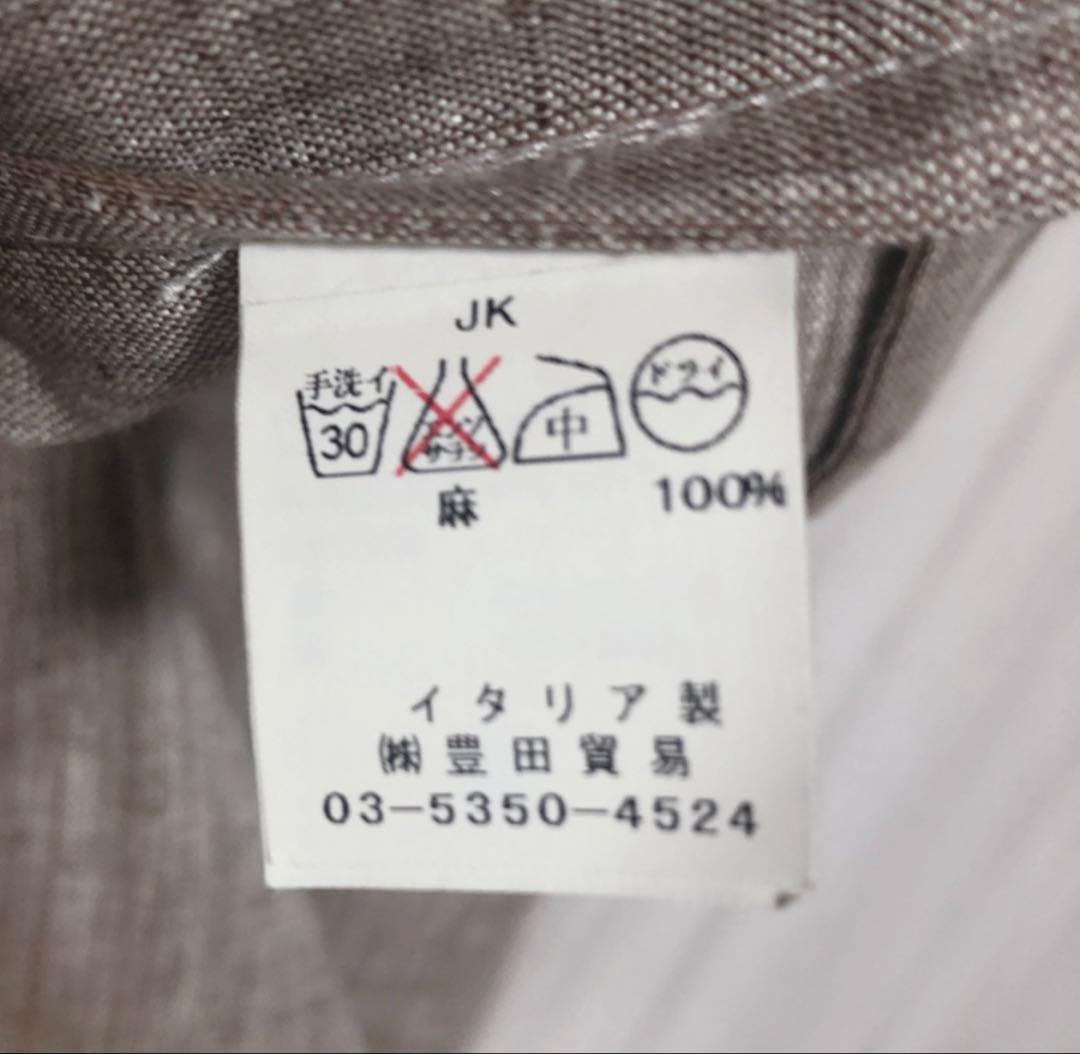 JK
手洗イ
30
中
ドライ
麻 100%
イタリア製
㈱豊田貿易
03-5350-4524